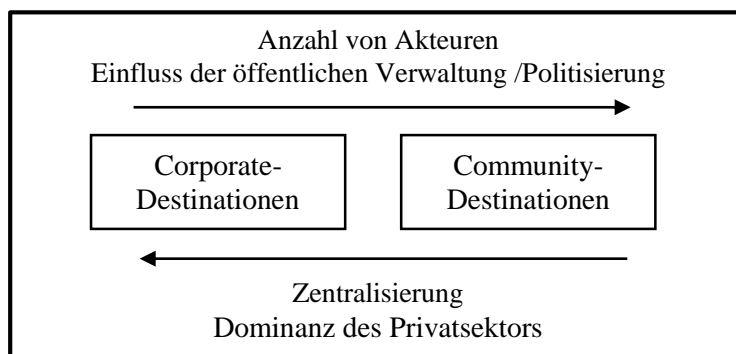 Anzahl von Akteuren
Einfluss der öffentlichen Verwaltung /Politisierung
Corporate-
Destinationen
Community-
Destinationen
Zentralisierung
Dominanz des Privatsektors